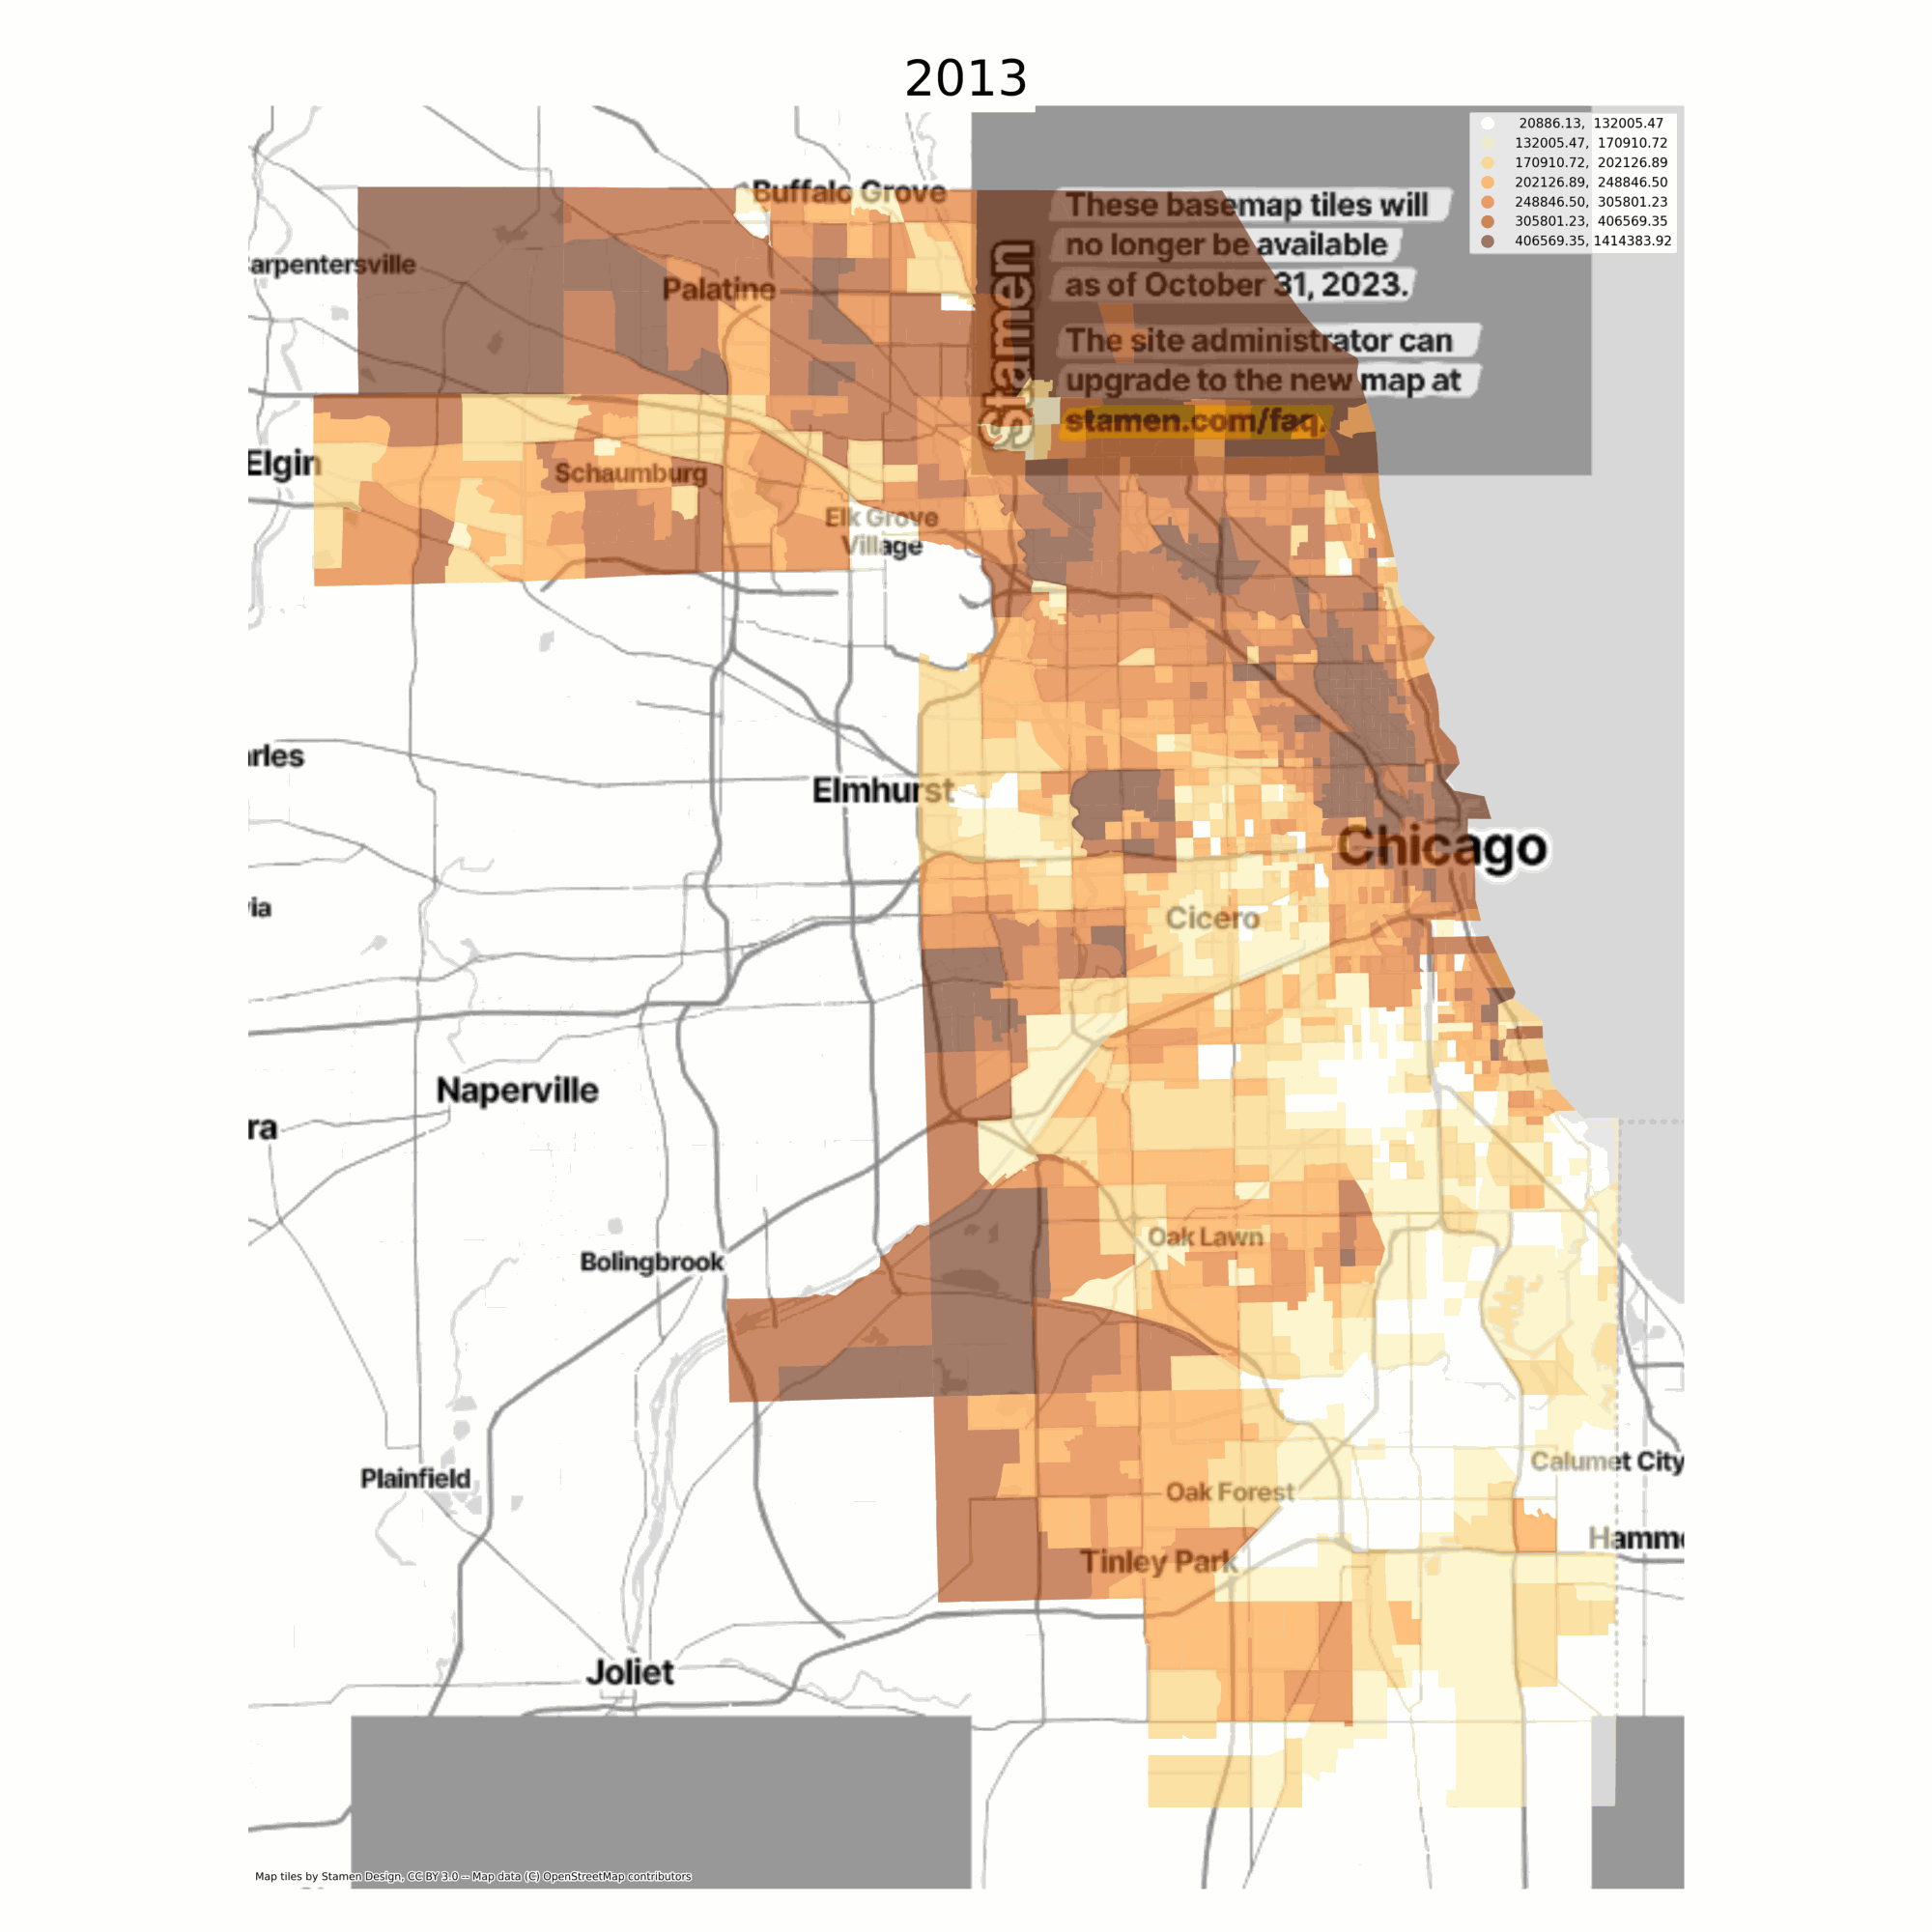 2013
20886.13, 132005.47
132005.47, 170910.72
170910.72, 202126.89
202126.89, 248846.50
248846.50, 305801.23
305801.23, 406569.35
406569.35, 1414383.92
Buffalo Grove
Stamen
These basemap tiles will
no longer be available
as of October 31, 2023.
The site administrator can
upgrade to the new map at
stamen.com/faq.
arpentersville
Palatine
Elgin
Schaumburg
Elk Grove
Village
rles
Elmhurst
Chicago
via
Cicero
Naperville
ra
Oak Lawn
Bolingbrook
Calumet City
Plainfield
Oak Forest
Hamm
Tinley Park
Joliet
Map tiles by Stamen Design, CC BY 3.0 -- Map data (C) OpenStreetMap contributors